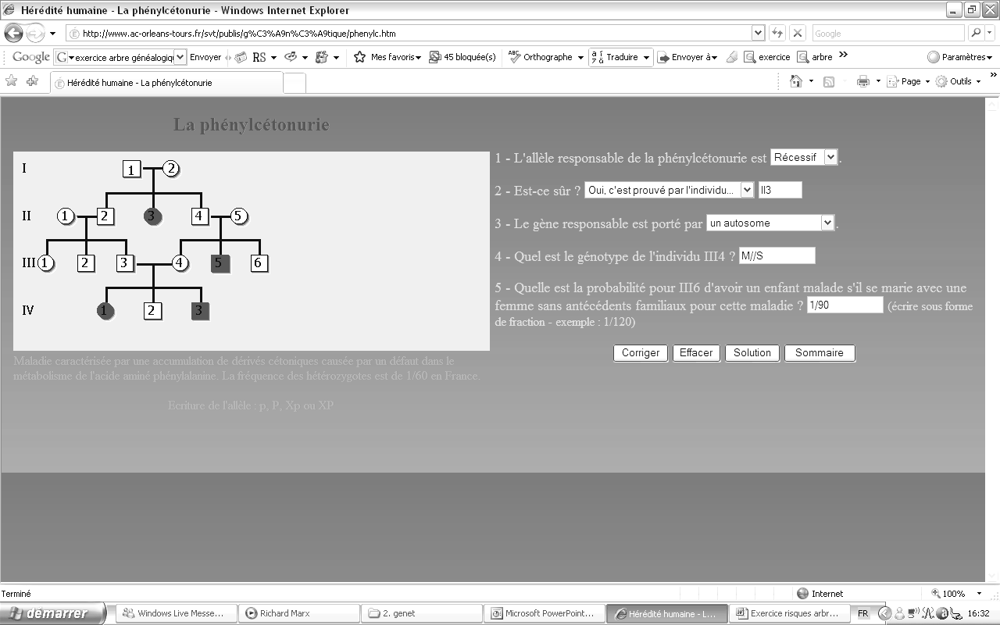 Hérédité humaine - La phénylcétonurie - Windows Internet Explorer
http://www.ac-orleans-tours.fr/svt/publis/g%C3%A9n%C3%A9tique/phenylc.htm
Google
Google G exercice arbre généalogiqu Envoyer RS Mes favoris 45 bloquée(s) Orthographe Traduire Envoyer à exercice arbre » Paramètres
Hérédité humaine - La phénylcétonurie
Page Outils »
La phénylcétonurie
I 1 2
II 1 2 3 4 5
III 1 2 3 4 5 6
IV 1 2 3
Maladie caractérisée par une accumulation de dérivés cétoniques causée par un défaut dans le
métabolisme de l'acide aminé phénylalanine. La fréquence des hétérozygotes est de 1/60 en France.
Ecriture de l'allèle : p, P, Xp ou XP
1 - L'allèle responsable de la phénylcétonurie est Récessif .
2 - Est-ce sûr ? Oui, c'est prouvé par l'individu... II3
3 - Le gène responsable est porté par un autosome .
4 - Quel est le génotype de l'individu III4 ? M//S
5 - Quelle est la probabilité pour III6 d'avoir un enfant malade s'il se marie avec une
femme sans antécédents familiaux pour cette maladie ? 1/90 (écrire sous forme
de fraction - exemple : 1/120)
Corriger Effacer Solution Sommaire
Terminé Internet 100%
démarrer Windows Live Messe... Richard Marx 2. genet Microsoft PowerPoint... Hérédité humaine - L... Exercice risques arbr... FR 16:32